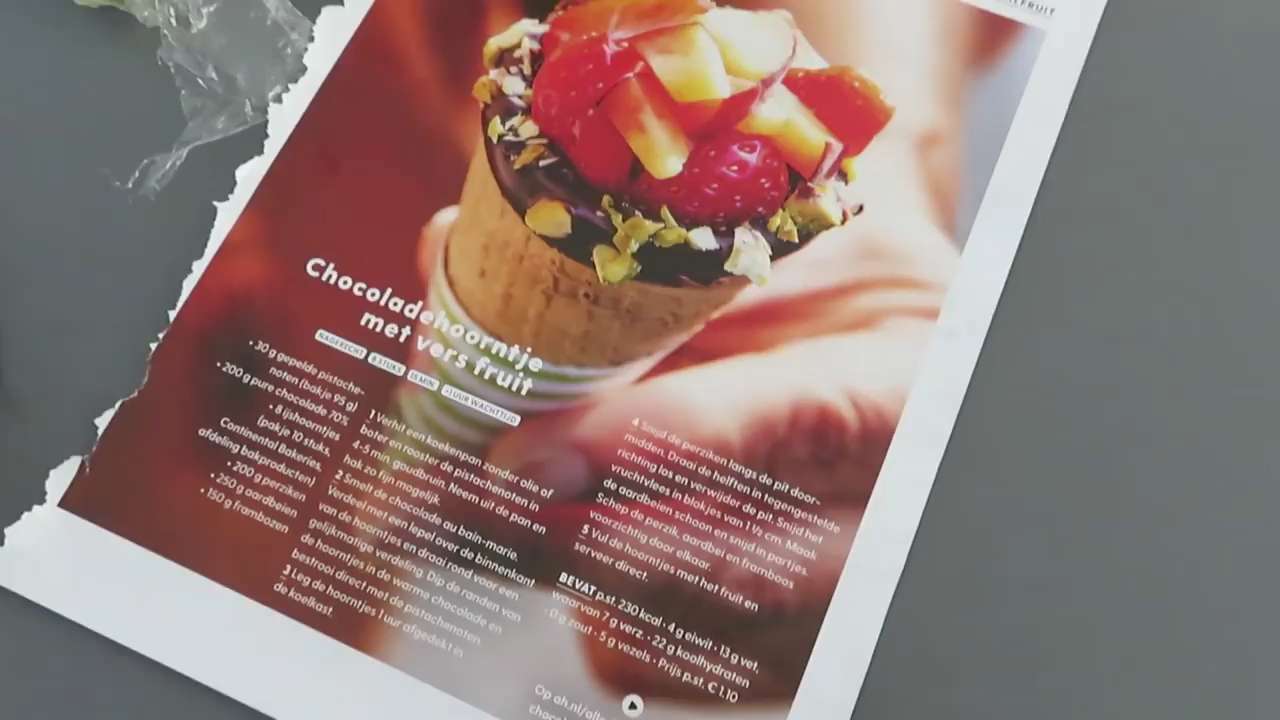 Chocoladehoorntje
met vers fruit
NAGERECHT 8 STUKS 15 MIN. +1 UUR WACHTTIJD
• 30 g gepelde pistache-
noten (bakje 95 g)
• 200 g pure chocolade 70%
• 8 ijshoorntjes
(pakje 10 stuks,
Continental Bakeries,
afdeling bakproducten)
• 200 g perziken
• 250 g aardbeien
• 150 g frambozen
1 Verhit een koekenpan zonder olie of
boter en rooster de pistachenoten in
4-5 min. goudbruin. Neem uit de pan en
hak zo fijn mogelijk.
2 Smelt de chocolade au bain-marie.
Verdeel met een lepel over de binnenkant
van de hoorntjes en draai rond voor een
gelijkmatige verdeling. Dip de randen van
de hoorntjes in de warme chocolade en
bestrooi direct met de pistachenoten.
3 Leg de hoorntjes 1 uur afgedekt in
de koelkast.
4 Snijd de perziken langs de pit door-
midden. Draai de helften in tegengestelde
richting los en verwijder de pit. Snijd het
vruchtvlees in blokjes van 1½ cm. Maak
de aardbeien schoon en snijd in partjes.
Schep de perzik, aardbei en framboos
voorzichtig door elkaar.
5 Vul de hoorntjes met het fruit en
serveer direct.
BEVAT p.st. 230 kcal • 4 g eiwit • 13 g vet,
waarvan 7 g verz. • 22 g koolhydraten
• 0 g zout • 5 g vezels • Prijs p.st. € 1,10
Op ah.nl/alle